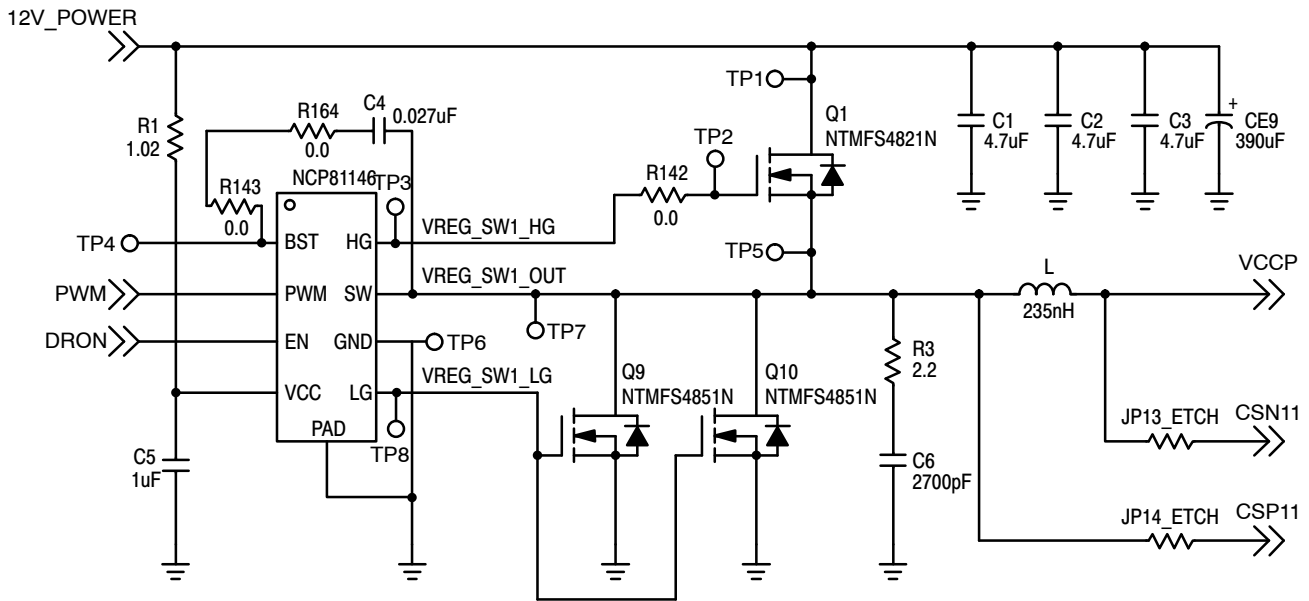 12V_POWER
TP1
R164
C4
0.027uF
R1
1.02
0.0
Q1
NTMFS4821N
C1
4.7uF
C2
4.7uF
C3
4.7uF
+
CE9
390uF
R143
0.0
NCP81146
TP3
TP2
R142
0.0
TP4
BST
HG
VREG_SW1_HG
TP5
VREG_SW1_OUT
PWM
PWM
SW
L
235nH
VCCP
TP7
DRON
EN
GND
TP6
R3
2.2
VREG_SW1_LG
VCC
LG
Q9
NTMFS4851N
Q10
NTMFS4851N
PAD
TP8
JP13_ETCH
CSN11
C5
1uF
C6
2700pF
JP14_ETCH
CSP11